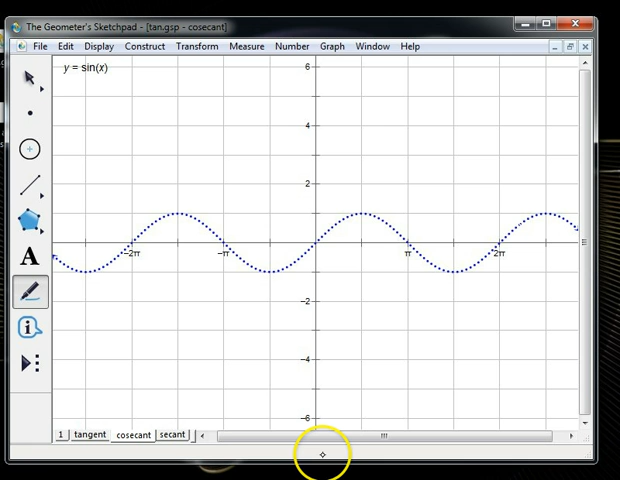 The Geometer's Sketchpad - [tan.gsp - cosecant]
File Edit Display Construct Transform Measure Number Graph Window Help
y = sin(x)
6
4
2
−2π −π π 2π
−2
−4
−6
A
i
1 tangent cosecant secant